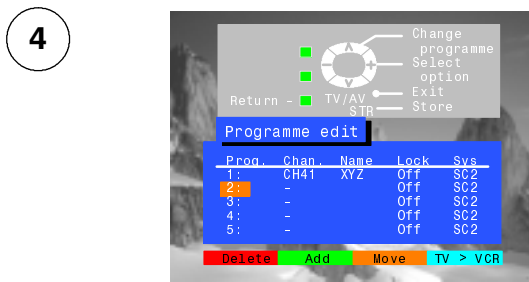 4
Change
programme
Select
option
Exit
Return – TV/AV
STR
Store
Programme edit
Prog. Chan. Name Lock Sys
1: CH41 XYZ Off SC2
2: – Off SC2
3: – Off SC2
4: – Off SC2
5: – Off SC2
Delete Add Move TV > VCR